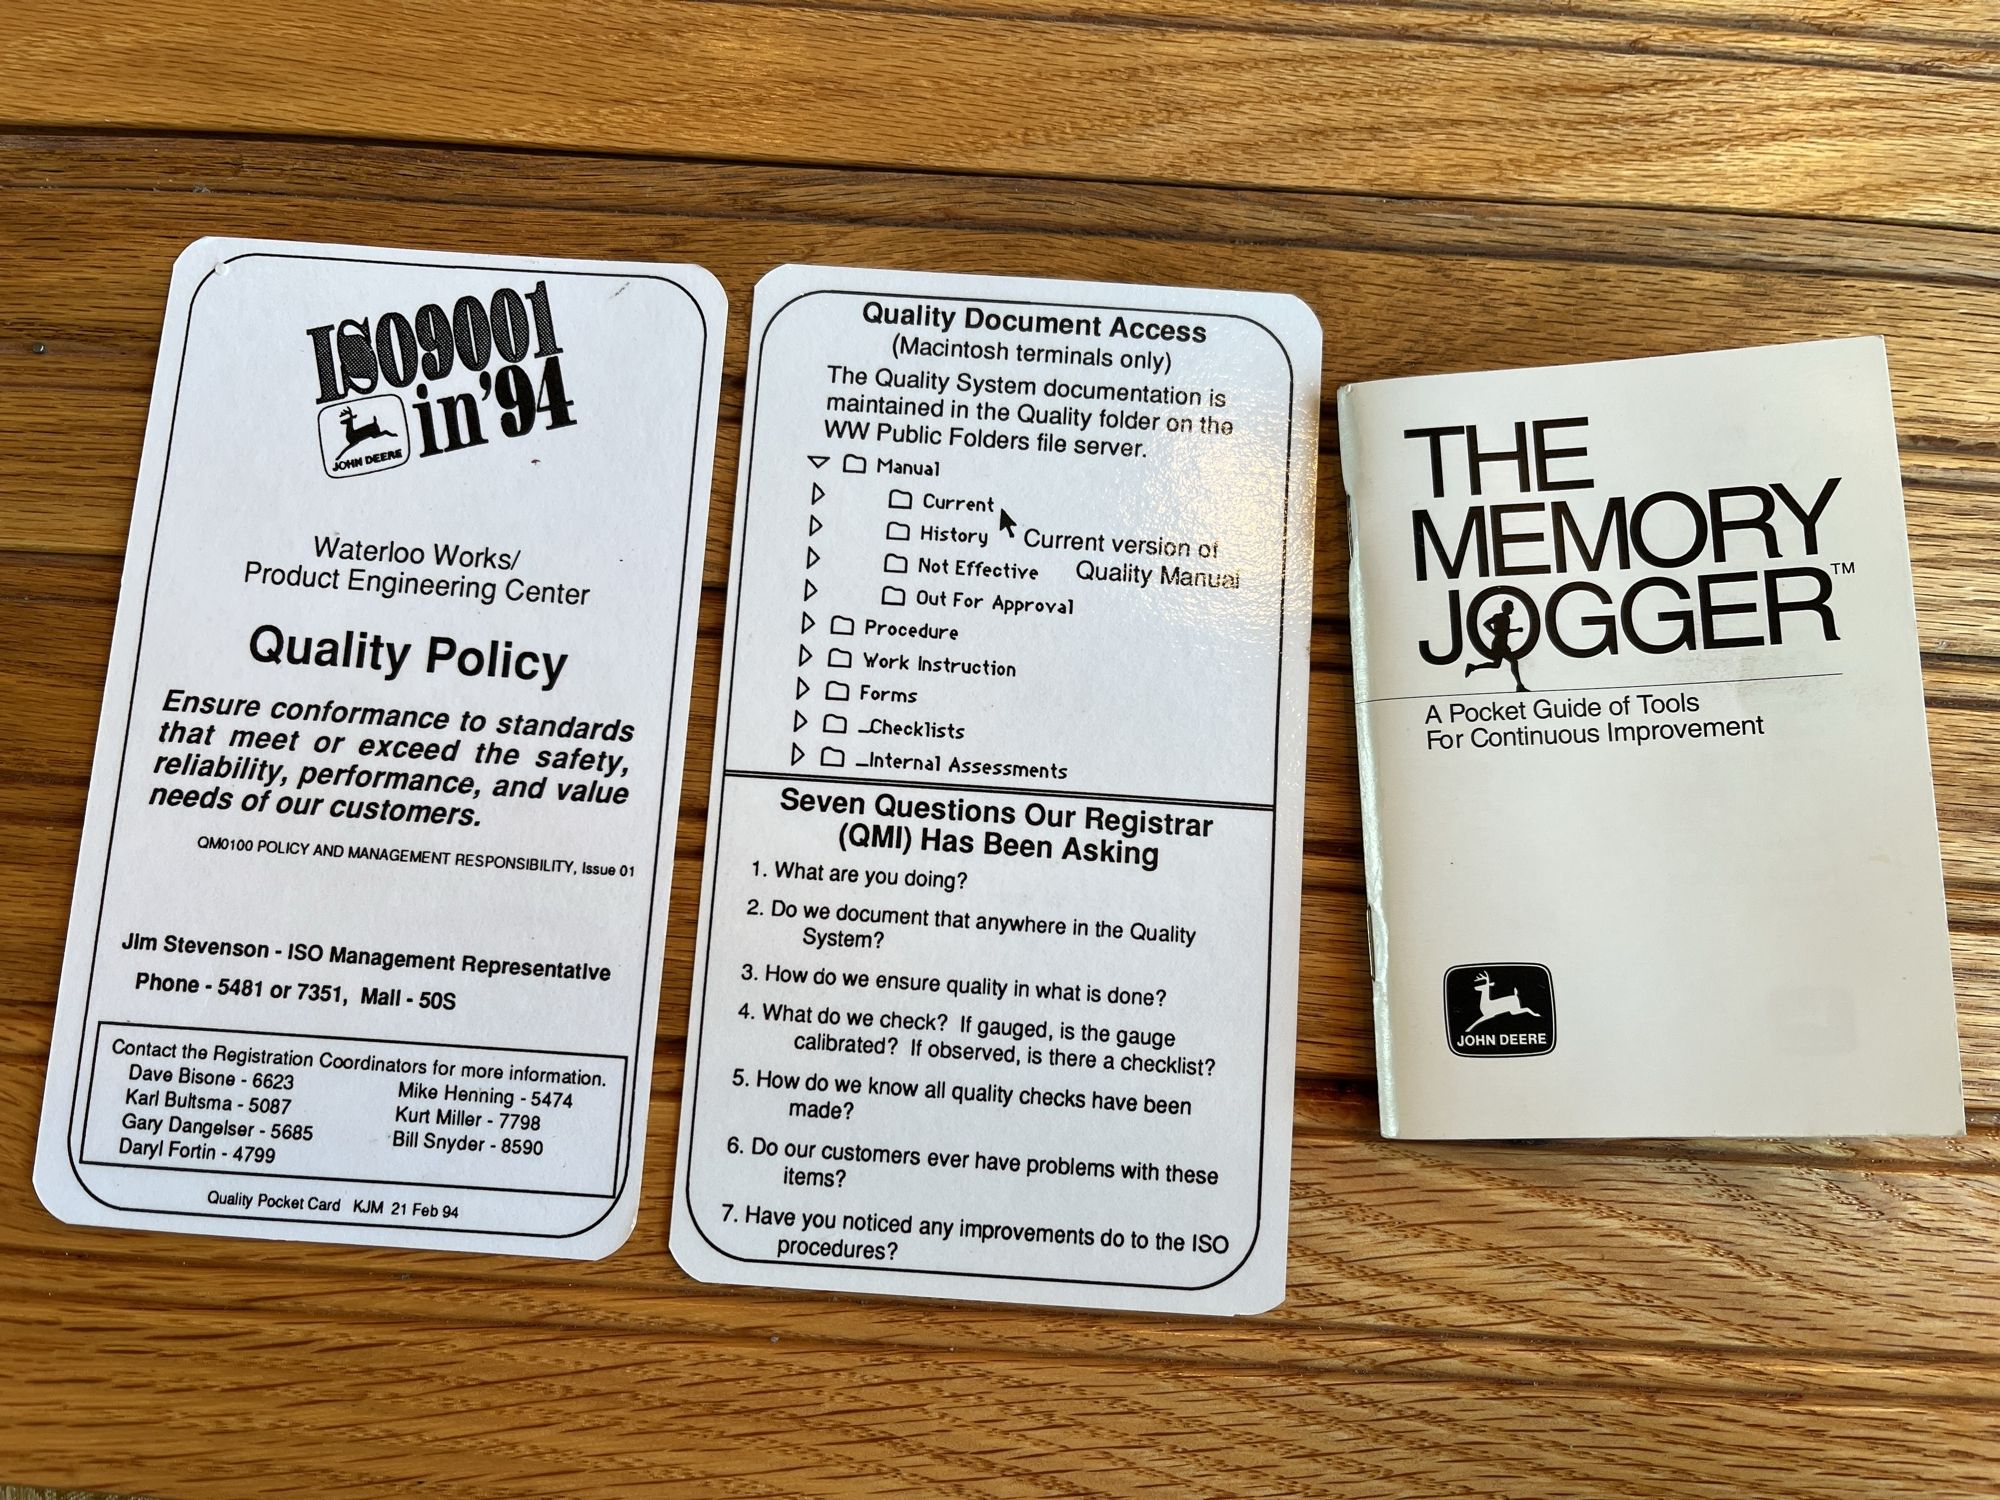 ISO9001
in '94
JOHN DEERE
Waterloo Works/
Product Engineering Center
Quality Policy
Ensure conformance to standards
that meet or exceed the safety,
reliability, performance, and value
needs of our customers.
QM0100 POLICY AND MANAGEMENT RESPONSIBILITY, Issue 01
Jim Stevenson - ISO Management Representative
Phone - 5481 or 7351, Mail - 50S
Contact the Registration Coordinators for more information.
Dave Bisone - 6623
Karl Bultsma - 5087
Gary Dangelser - 5685
Daryl Fortin - 4799
Mike Henning - 5474
Kurt Miller - 7798
Bill Snyder - 8590
Quality Pocket Card KJM 21 Feb 94
Quality Document Access
(Macintosh terminals only)
The Quality System documentation is
maintained in the Quality folder on the
WW Public Folders file server.
Manual
Current
History
Current version of
Quality Manual
Not Effective
Out For Approval
Procedure
Work Instruction
Forms
_Checklists
_Internal Assessments
Seven Questions Our Registrar
(QMI) Has Been Asking
1. What are you doing?
2. Do we document that anywhere in the Quality
System?
3. How do we ensure quality in what is done?
4. What do we check? If gauged, is the gauge
calibrated? If observed, is there a checklist?
5. How do we know all quality checks have been
made?
6. Do our customers ever have problems with these
items?
7. Have you noticed any improvements do to the ISO
procedures?
THE
MEMORY
JOGGER™
A Pocket Guide of Tools
For Continuous Improvement
JOHN DEERE